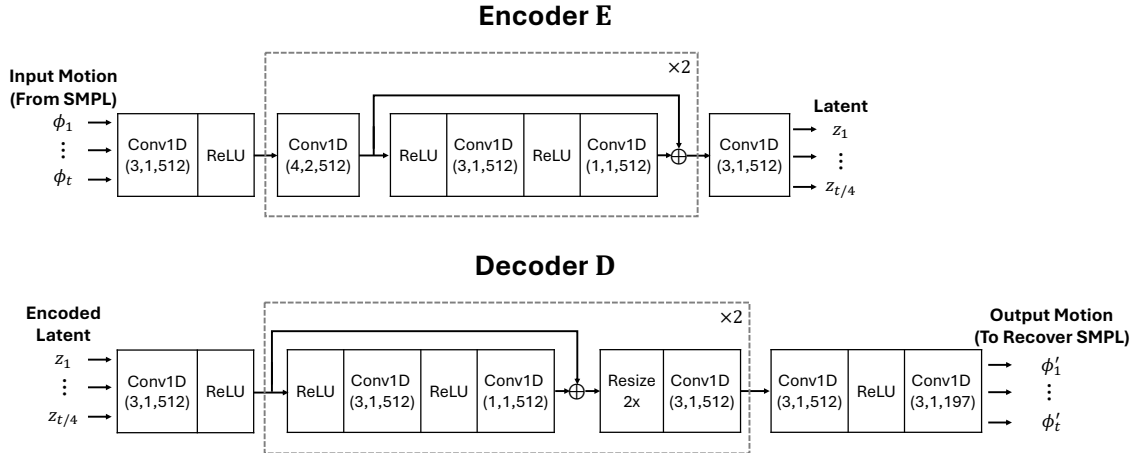 Encoder E
×2
Input Motion
(From SMPL)
ϕ₁
⋮
ϕₜ
Conv1D
(3,1,512)
ReLU
Conv1D
(4,2,512)
ReLU
Conv1D
(3,1,512)
ReLU
Conv1D
(1,1,512)
⊕
Conv1D
(3,1,512)
Latent
z₁
⋮
z_{t/4}
Decoder D
×2
Encoded
Latent
z₁
⋮
z_{t/4}
Conv1D
(3,1,512)
ReLU
ReLU
Conv1D
(3,1,512)
ReLU
Conv1D
(1,1,512)
⊕
Resize
2x
Conv1D
(3,1,512)
Conv1D
(3,1,512)
ReLU
Conv1D
(3,1,197)
Output Motion
(To Recover SMPL)
ϕ′₁
⋮
ϕ′ₜ